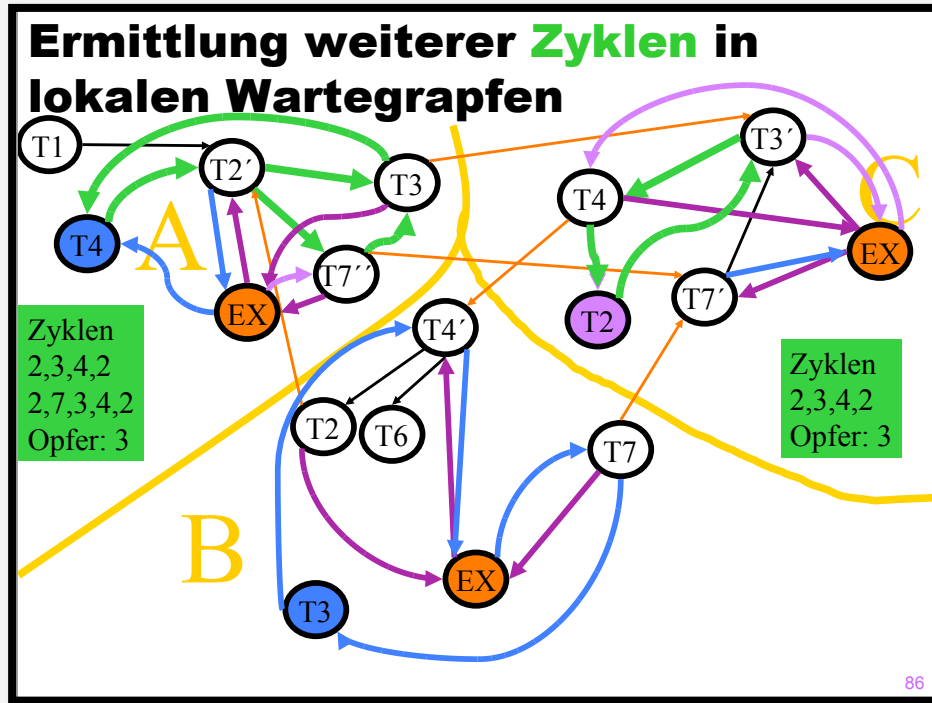 Ermittlung weiterer Zyklen in
lokalen Wartegrapfen
T1
T2´
T3
T4
A
EX
T7´´
Zyklen
2,3,4,2
2,7,3,4,2
Opfer: 3
T3´
T4
C
EX
T7´
T2
Zyklen
2,3,4,2
Opfer: 3
T4´
T2
T6
T7
B
EX
T3
86